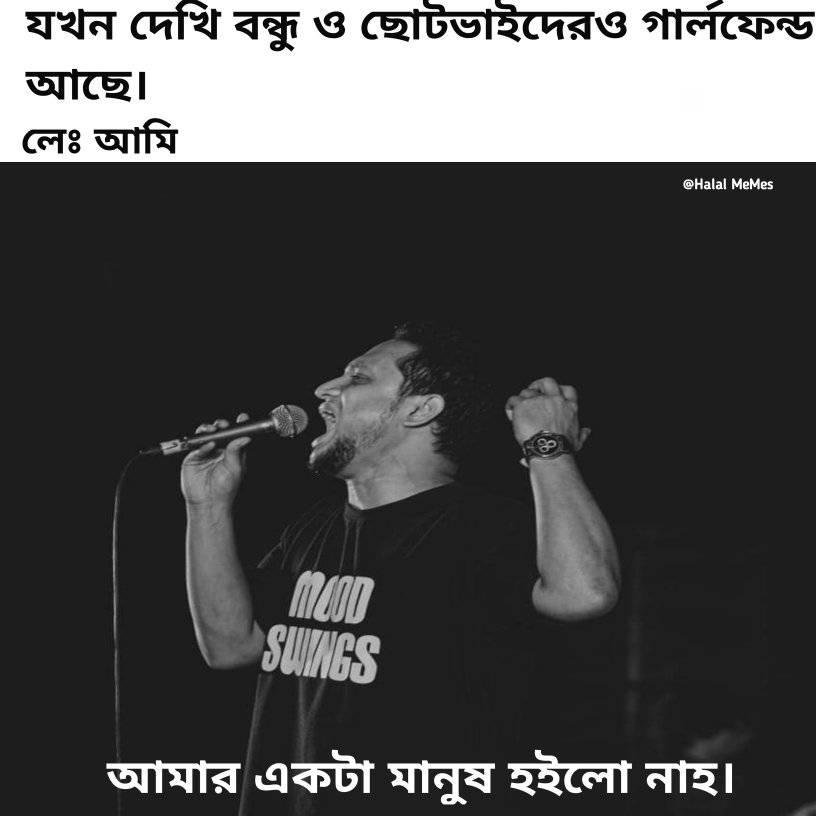 যখন দেখি বন্ধু ও ছোটভাইদেরও গার্লফেন্ড
আছে।
লেঃ আমি
@Halal MeMes
MOOD
SWINGS
আমার একটা মানুষ হইলো নাহ।